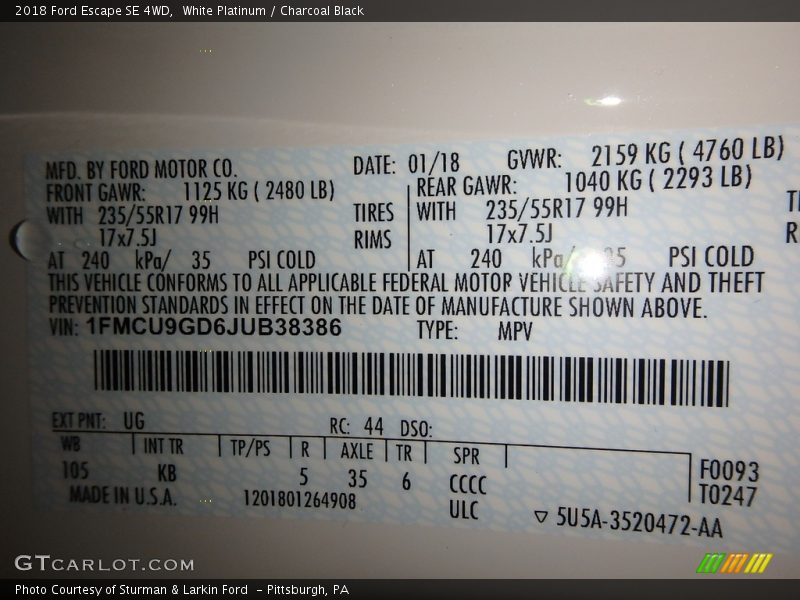 2018 Ford Escape SE 4WD,  White Platinum / Charcoal Black
MFD. BY FORD MOTOR CO. DATE: 01/18 GVWR: 2159 KG ( 4760 LB)
FRONT GAWR: 1125 KG ( 2480 LB) REAR GAWR: 1040 KG ( 2293 LB)
WITH 235/55R17 99H TIRES WITH 235/55R17 99H
17x7.5J RIMS 17x7.5J
AT 240 kPa/ 35 PSI COLD AT 240 kPa/ PSI COLD
THIS VEHICLE CONFORMS TO ALL APPLICABLE FEDERAL MOTOR VEHICLE SAFETY AND THEFT
PREVENTION STANDARDS IN EFFECT ON THE DATE OF MANUFACTURE SHOWN ABOVE.
VIN: 1FMCU9GD6JUB38386 TYPE: MPV
EXT PNT: UG RC: 44 DSO:
WB INT TR TP/PS R AXLE TR SPR
105 KB 5 35 6 CCCC F0093
MADE IN U.S.A. 1201801264908 ULC T0247
▽ 5U5A-3520472-AA
GTCARLOT.COM
Photo Courtesy of Sturman & Larkin Ford  - Pittsburgh, PA